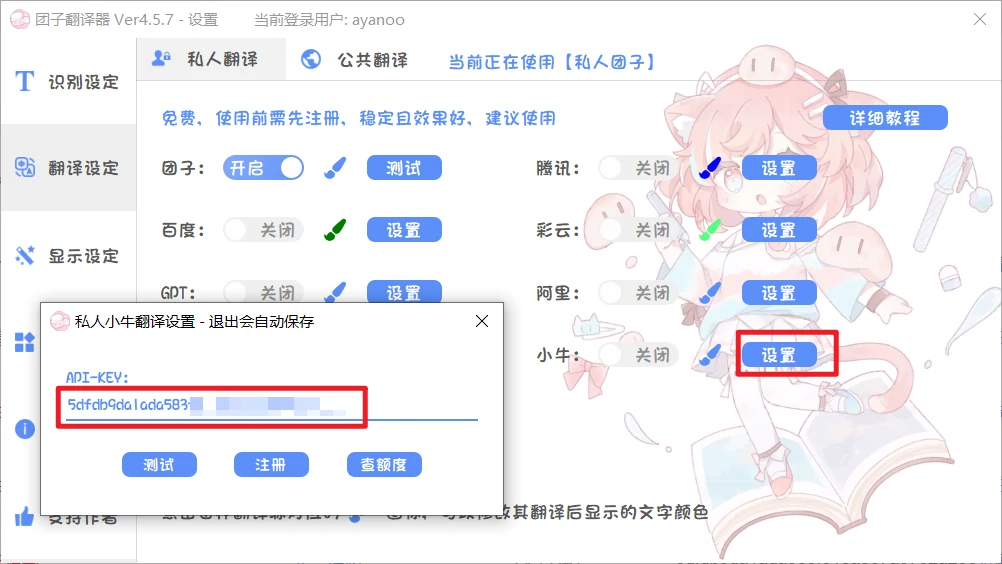 团子翻译器 Ver4.5.7 - 设置 当前登录用户: ayanoo
私人翻译 公共翻译 当前正在使用【私人团子】
识别设定
翻译设定
显示设定
免费, 使用前需先注册, 稳定且效果好, 建议使用
详细教程
团子: 开启 测试 腾讯: 关闭 设置
百度: 关闭 设置 彩云: 关闭 设置
GPT: 关闭 设置 阿里: 关闭 设置
小牛: 关闭 设置
私人小牛翻译设置 - 退出会自动保存
API-KEY:
5dfdb9da1ada583
测试 注册 查额度
支持作者
其翻译后显示的文字颜色